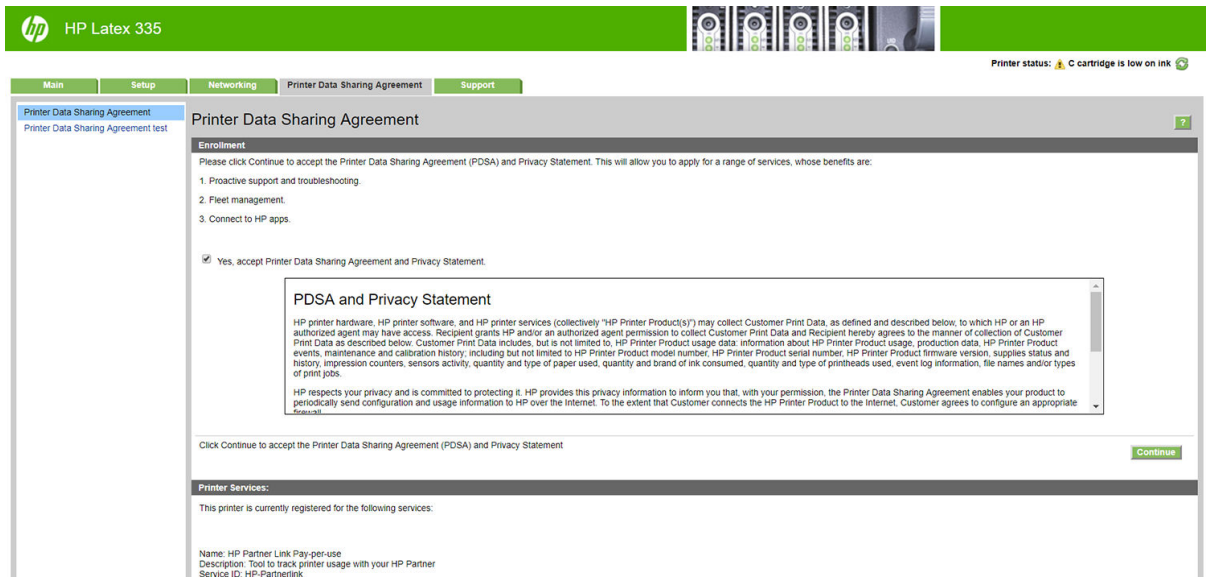 hp HP Latex 335
Printer status: C cartridge is low on ink
Main Setup Networking Printer Data Sharing Agreement Support
Printer Data Sharing Agreement
Printer Data Sharing Agreement test
Printer Data Sharing Agreement
?
Enrollment
Please click Continue to accept the Printer Data Sharing Agreement (PDSA) and Privacy Statement. This will allow you to apply for a range of services, whose benefits are:
1. Proactive support and troubleshooting.
2. Fleet management.
3. Connect to HP apps.
Yes, accept Printer Data Sharing Agreement and Privacy Statement.
PDSA and Privacy Statement
HP printer hardware, HP printer software, and HP printer services (collectively "HP Printer Product(s)") may collect Customer Print Data, as defined and described below, to which HP or an HP
authorized agent may have access. Recipient grants HP and/or an authorized agent permission to collect Customer Print Data and Recipient hereby agrees to the manner of collection of Customer
Print Data as described below. Customer Print Data includes, but is not limited to, HP Printer Product usage data: information about HP Printer Product usage, production data, HP Printer Product
events, maintenance and calibration history; including but not limited to HP Printer Product model number, HP Printer Product serial number, HP Printer Product firmware version, supplies status and
history, impression counters, sensors activity, quantity and type of paper used, quantity and brand of ink consumed, quantity and type of printheads used, event log information, file names and/or types
of print jobs.
HP respects your privacy and is committed to protecting it. HP provides this privacy information to inform you that, with your permission, the Printer Data Sharing Agreement enables your product to
periodically send configuration and usage information to HP over the Internet. To the extent that Customer connects the HP Printer Product to the Internet, Customer agrees to configure an appropriate
firewall
Click Continue to accept the Printer Data Sharing Agreement (PDSA) and Privacy Statement
Continue
Printer Services:
This printer is currently registered for the following services:
Name: HP Partner Link Pay-per-use
Description: Tool to track printer usage with your HP Partner
Service ID: HP-Partnerlink